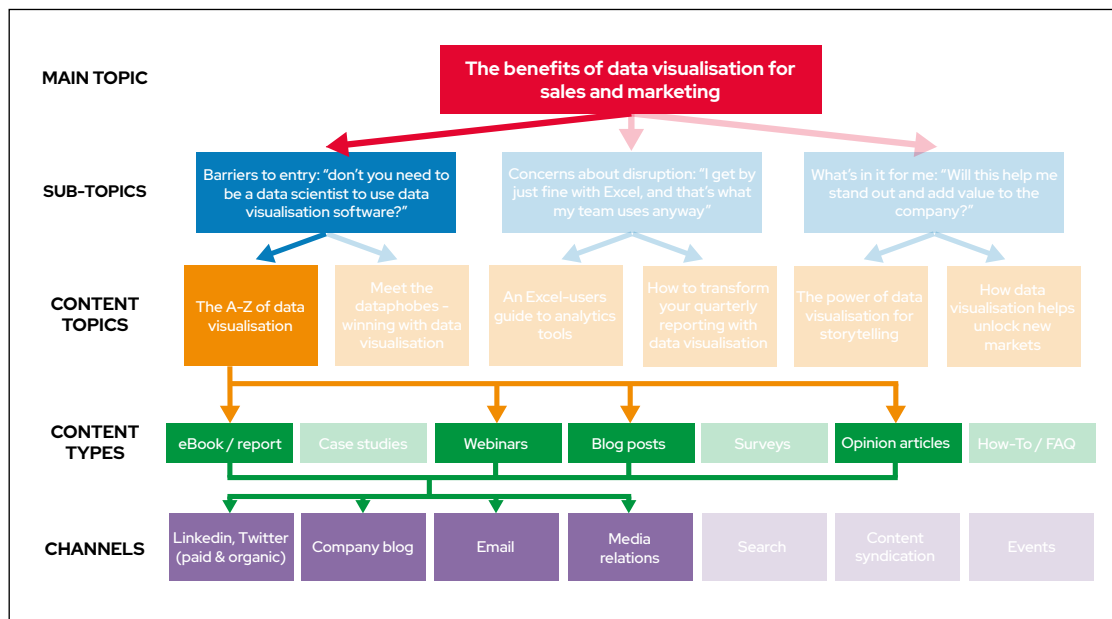 MAIN TOPIC
The benefits of data visualisation for
sales and marketing
SUB-TOPICS
Barriers to entry: “don’t you need to
be a data scientist to use data
visualisation software?”
Concerns about disruption: “I get by
just fine with Excel, and that’s what
my team uses anyway”
What’s in it for me: “Will this help me
stand out and add value to the
company?”
CONTENT
TOPICS
The A-Z of data
visualisation
Meet the
dataphobes -
winning with data
visualisation
An Excel-users
guide to analytics
tools
How to transform
your quarterly
reporting with
data visualisation
The power of data
visualisation for
storytelling
How data
visualisation helps
unlock new
markets
CONTENT
TYPES
eBook / report
Case studies
Webinars
Blog posts
Surveys
Opinion articles
How-To / FAQ
CHANNELS
Linkedin, Twitter
(paid & organic)
Company blog
Email
Media
relations
Search
Content
syndication
Events